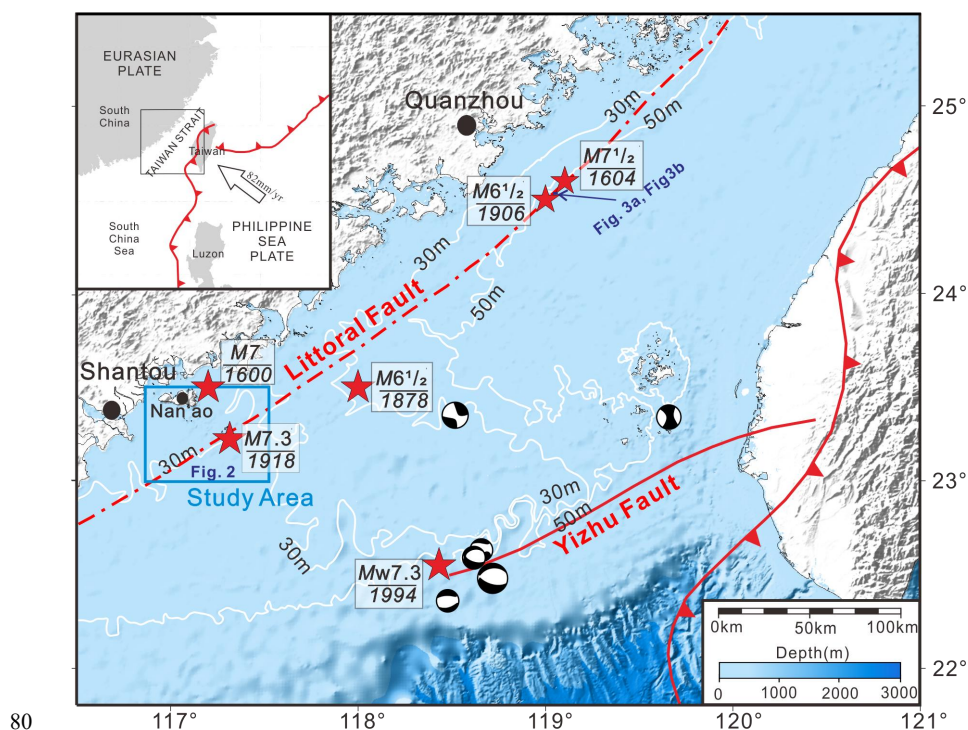 EURASIAN
PLATE
South
China
TAIWAN STRAIT
Taiwan
82mm/yr
South
China
Sea
PHILIPPINE
SEA
PLATE
Luzon
Quanzhou
30m
50m
25°
M7¹/₂
1604
M6¹/₂
1906
Fig. 3a, Fig3b
30m
50m
24°
Littoral Fault
M7
1600
Shantou
Nan'ao
M6¹/₂
1878
M7.3
1918
30m
Fig. 2
Study Area
23°
30m
50m
Yizhu Fault
30m
Mw7.3
1994
0km
50km
100km
Depth(m)
0
1000
2000
3000
22°
80
117°
118°
119°
120°
121°